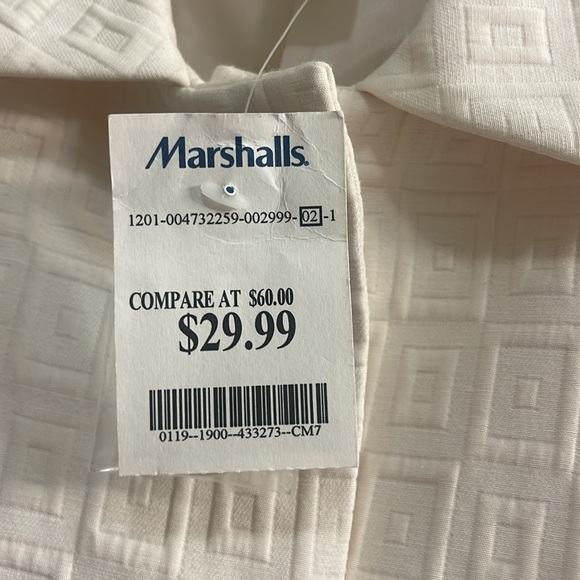 Marshalls.
1201-004732259-002999-02-1
COMPARE AT $60.00
$29.99
0119--1900--433273--CM7